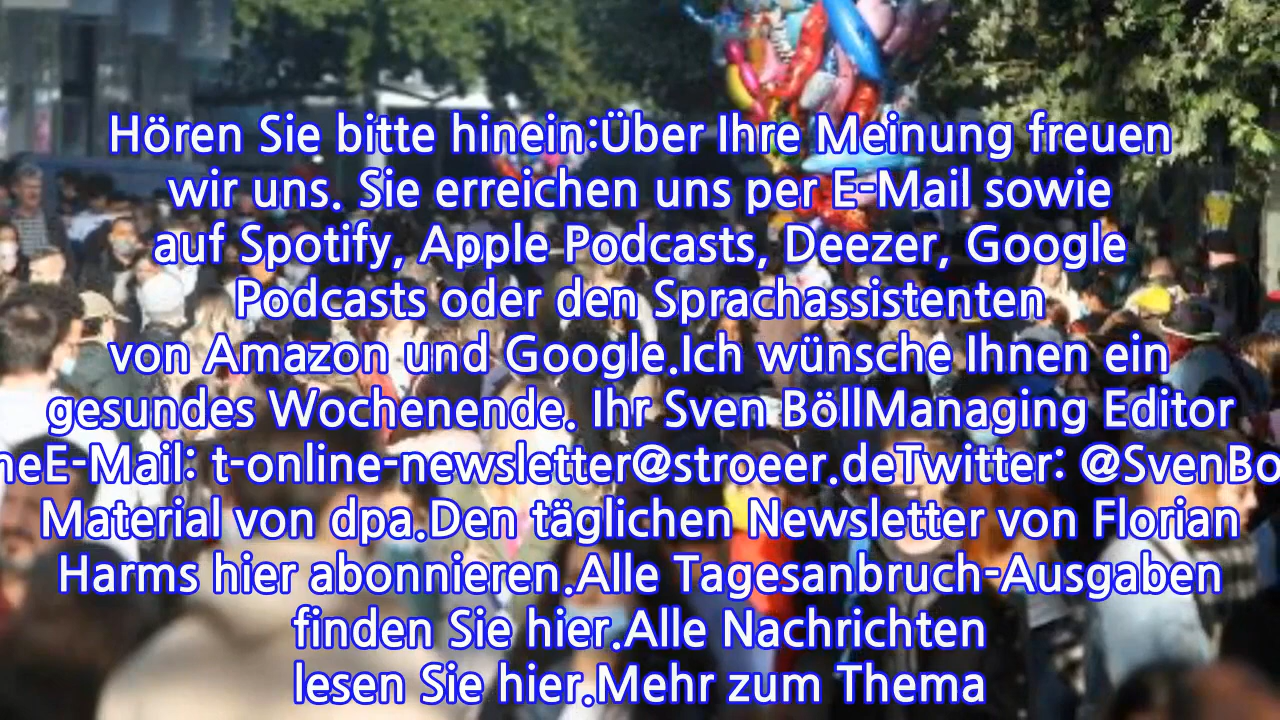 Hören Sie bitte hinein:Über Ihre Meinung freuen
wir uns. Sie erreichen uns per E-Mail sowie
auf Spotify, Apple Podcasts, Deezer, Google
Podcasts oder den Sprachassistenten
von Amazon und Google.Ich wünsche Ihnen ein
gesundes Wochenende. Ihr Sven BöllManaging Editor
neE-Mail: t-online-newsletter@stroeer.deTwitter: @SvenBo
Material von dpa.Den täglichen Newsletter von Florian
Harms hier abonnieren.Alle Tagesanbruch-Ausgaben
finden Sie hier.Alle Nachrichten
lesen Sie hier.Mehr zum Thema